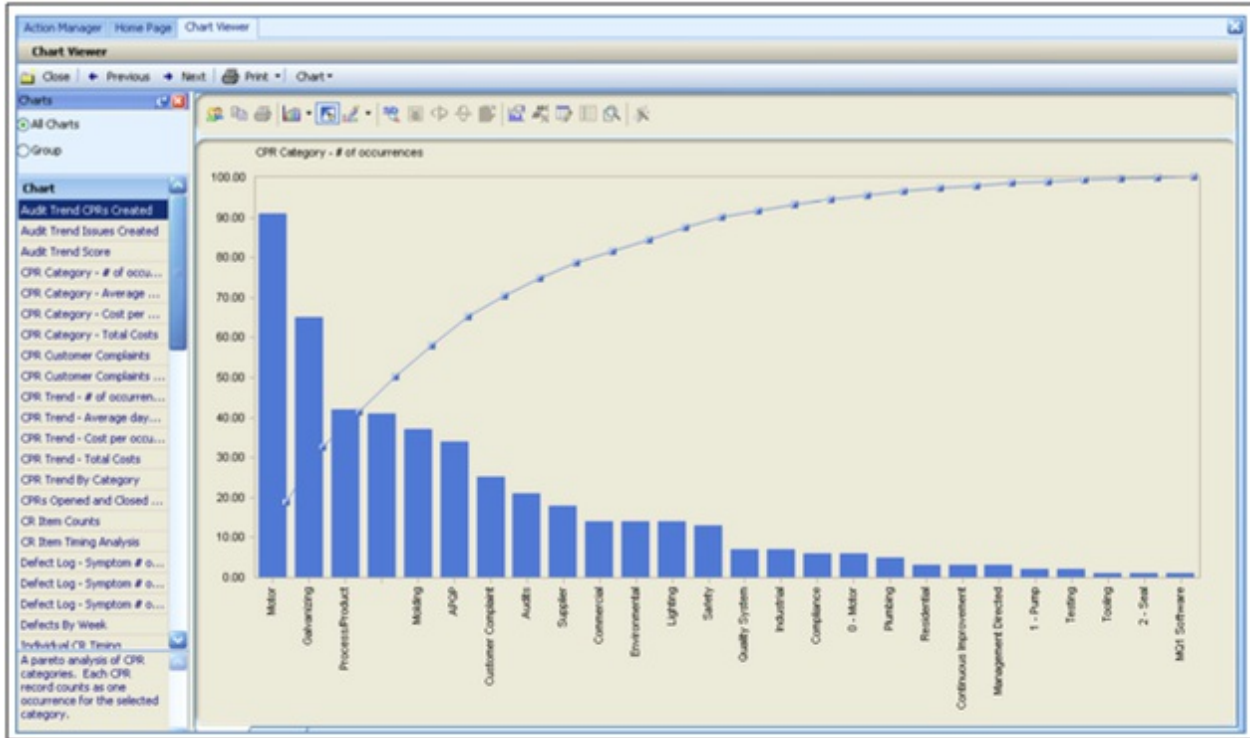 Action Manager Home Page Chart Viewer
Chart Viewer
Close Previous Next Print Chart
Charts
All Charts
Group
Chart
Audit Trend CPRs Created
Audit Trend Issues Created
Audit Trend Score
CPR Category - # of occu...
CPR Category - Average ...
CPR Category - Cost per ...
CPR Category - Total Costs
CPR Customer Complaints
CPR Customer Complaints ...
CPR Trend - # of occurren...
CPR Trend - Average day...
CPR Trend - Cost per occu...
CPR Trend - Total Costs
CPR Trend By Category
CPRs Opened and Closed ...
CR Item Counts
CR Item Timing Analysis
Defect Log - Symptom # o...
Defect Log - Symptom # o...
Defect Log - Symptom # o...
Defects By Week
Individual CR Timing
A pareto analysis of CPR
categories. Each CPR
record counts as one
occurrence for the selected
category.
CPR Category - # of occurrences
100.00
90.00
80.00
70.00
60.00
50.00
40.00
30.00
20.00
10.00
0.00
Motor
Galvanizing
Process/Product
Molding
APQP
Customer Complaint
Audits
Supplier
Commercial
Environmental
Lighting
Safety
Quality System
Industrial
Compliance
0 - Motor
Plumbing
Residential
Continuous Improvement
Management Directed
1 - Pump
Testing
Tooling
2 - Seal
MQ1 Software